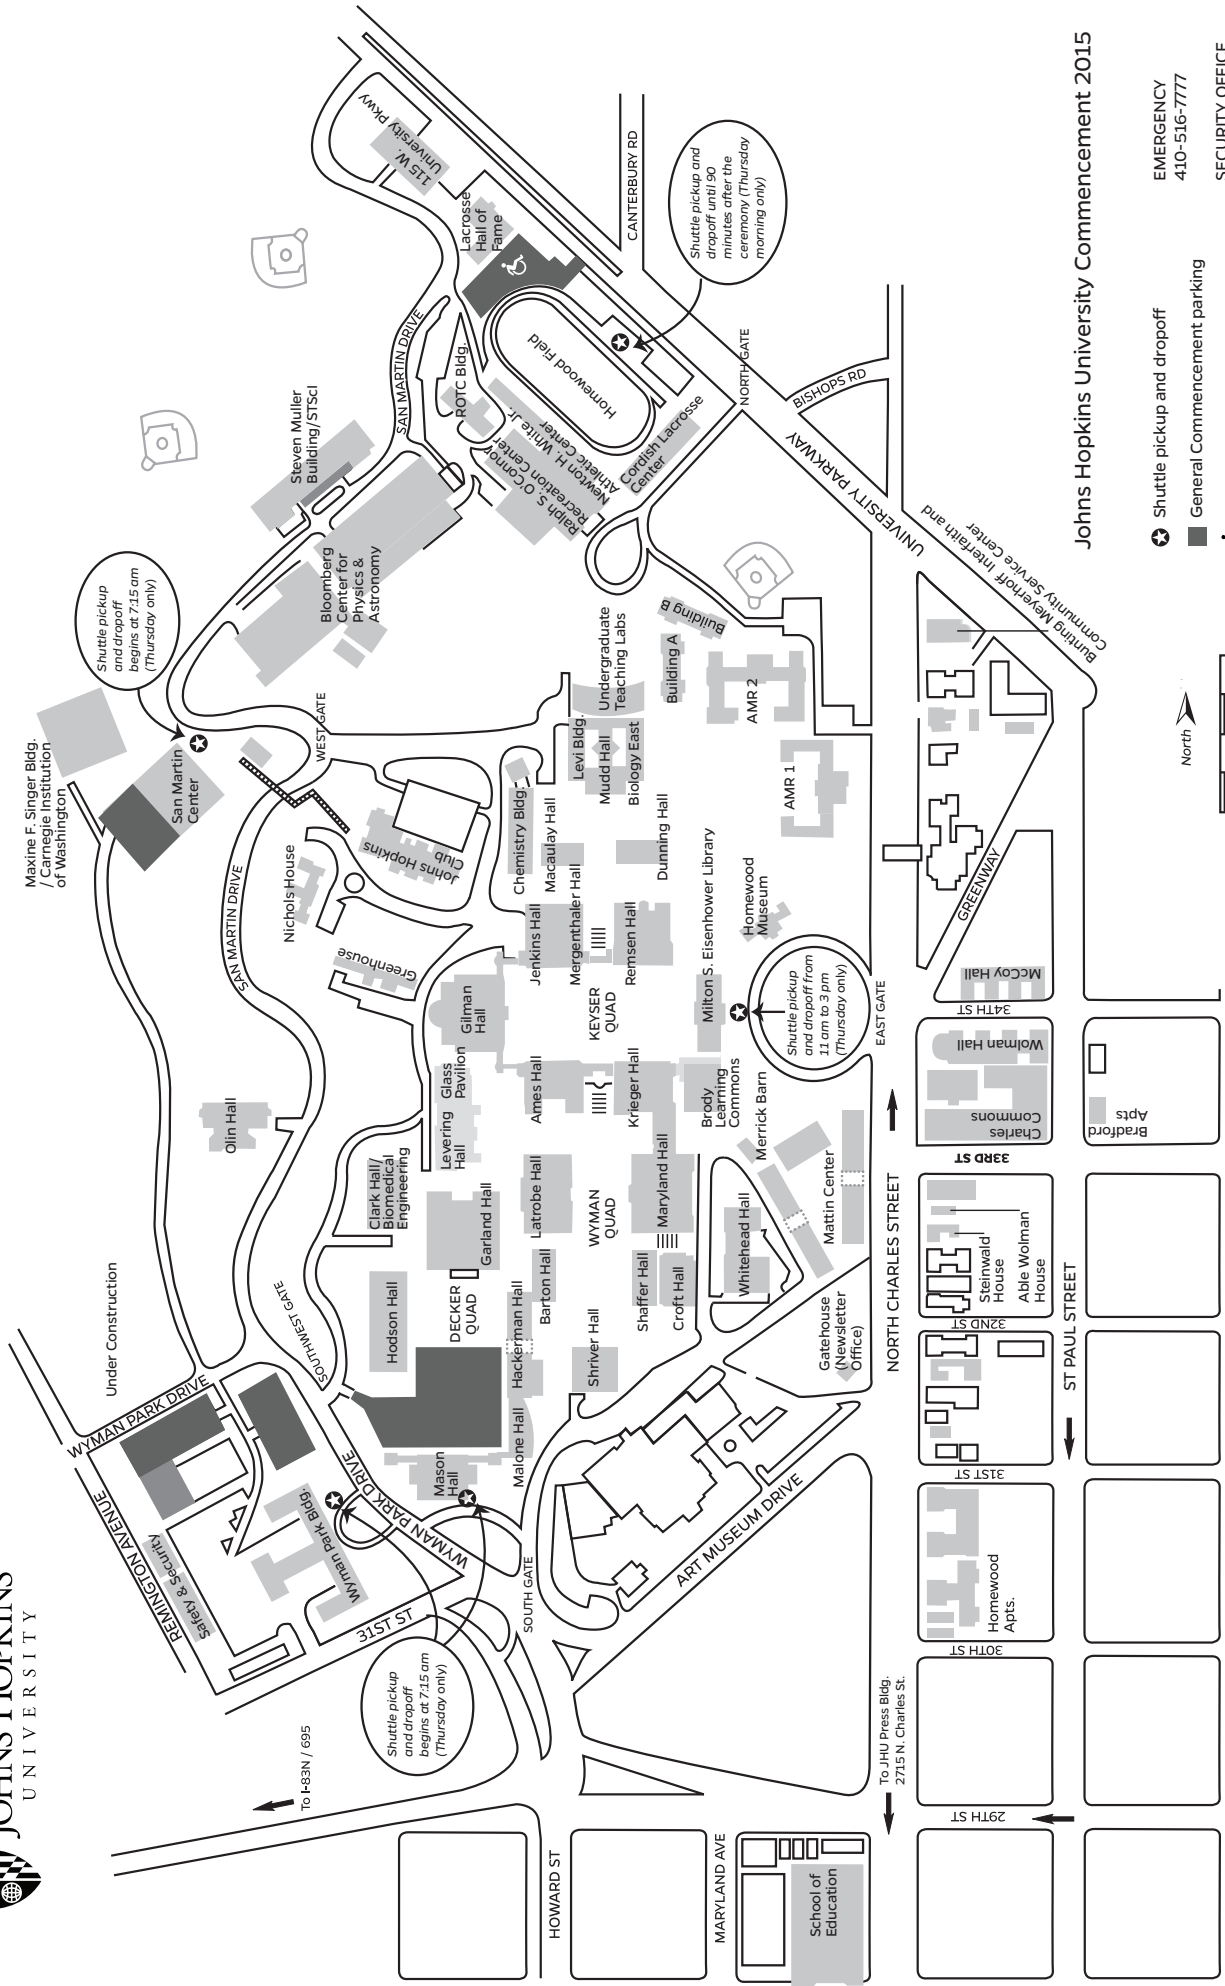 JOHNS HOPKINS
UNIVERSITY
Maxine F. Singer Bldg.
/ Carnegie Institution
of Washington
San Martin
Center
Shuttle pickup
and dropoff
begins at 7:15 am
(Thursday only)
Steven Muller
Building/STScI
Bloomberg
Center for
Physics &
Astronomy
SAN MARTIN DRIVE
115 W.
University Pkwy
Lacrosse
Hall of
Fame
ROTC Bldg.
Homewood Field
Newton H. White Jr.
Athletic Center
Ralph S. O'Connor
Recreation Center
Cordish Lacrosse
Center
CANTERBURY RD
Shuttle pickup and
dropoff until 90
minutes after the
ceremony (Thursday
morning only)
NORTH GATE
BISHOPS RD
UNIVERSITY PARKWAY
Bunting Meyerhoff Interfaith and
Community Service Center
WEST GATE
SAN MARTIN DRIVE
Nichols House
Johns Hopkins
Club
Greenhouse
Chemistry Bldg.
Macaulay Hall
Levi Bldg.
Mudd Hall
Biology East
Undergraduate
Teaching Labs
Building A
Building B
AMR 2
AMR 1
Dunning Hall
Jenkins Hall
Mergenthaler Hall
Remsen Hall
Milton S. Eisenhower Library
Homewood
Museum
Gilman
Hall
KEYSER
QUAD
Shuttle pickup
and dropoff from
11 am to 3 pm
(Thursday only)
EAST GATE
Olin Hall
Glass
Pavilion
Levering
Hall
Ames Hall
Krieger Hall
Brody
Learning
Commons
Merrick Barn
Clark Hall/
Biomedical
Engineering
Garland Hall
Latrobe Hall
WYMAN
QUAD
Maryland Hall
Whitehead Hall
Mattin Center
Hodson Hall
DECKER
QUAD
Hackerman Hall
Barton Hall
Shaffer Hall
Croft Hall
Shriver Hall
Gatehouse
(Newsletter
Office)
SOUTHWEST GATE
Under Construction
WYMAN PARK DRIVE
REMINGTON AVENUE
Safety & Security
Wyman Park Bldg.
WYMAN PARK DRIVE
Mason
Hall
Malone Hall
31ST ST
SOUTH GATE
ART MUSEUM DRIVE
Shuttle pickup
and dropoff
begins at 7:15 am
(Thursday only)
To I-83N / 695
HOWARD ST
MARYLAND AVE
School of
Education
To JHU Press Bldg.
2715 N. Charles St.
NORTH CHARLES STREET
ST PAUL STREET
29TH ST
30TH ST
Homewood
Apts.
31ST ST
32ND ST
Steinwald
House
Able Wolman
House
33RD ST
Charles
Commons
Wolman Hall
Bradford
Apts
34TH ST
McCoy Hall
GREENWAY
North
Johns Hopkins University Commencement 2015
Shuttle pickup and dropoff
General Commencement parking
EMERGENCY
410-516-7777
SECURITY OFFICE